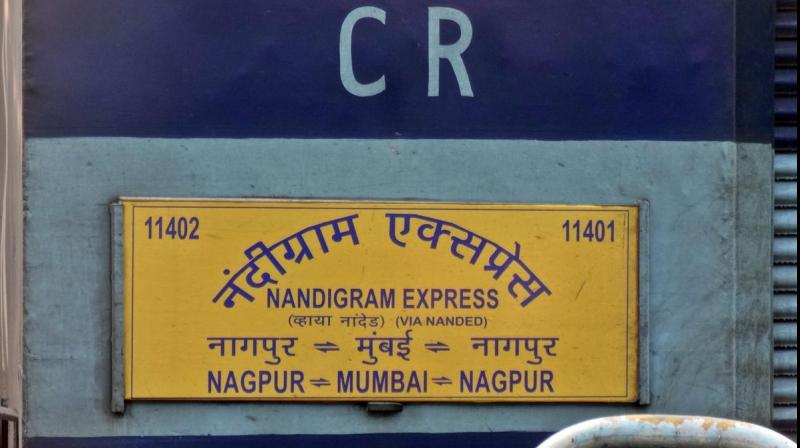 CR
11402
11401
नंदीग्राम एक्सप्रेस
NANDIGRAM EXPRESS
(व्हाया नांदेड) (VIA NANDED)
नागपुर ⇌ मुंबई ⇌ नागपुर
NAGPUR ⇌ MUMBAI ⇌ NAGPUR